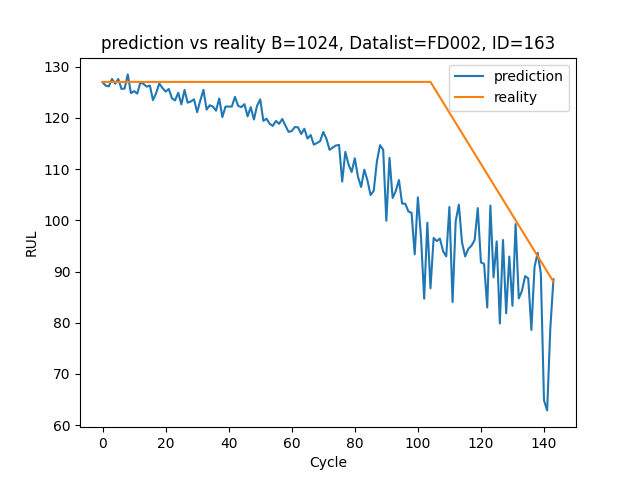 prediction vs reality B=1024, Datalist=FD002, ID=163
prediction
reality
130
120
110
100
90
80
70
60
RUL
0 20 40 60 80 100 120 140
Cycle